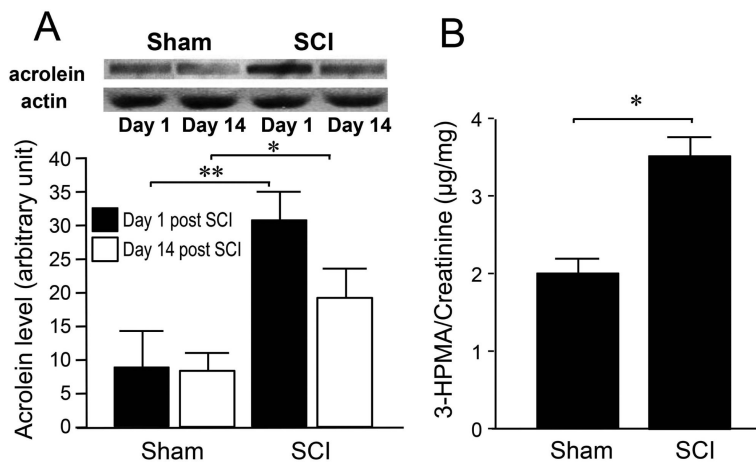 A
Sham SCI
acrolein
actin
Day 1 Day 14 Day 1 Day 14
Acrolein level (arbitrary unit)
40
35
30
25
20
15
10
5
0
** *
Day 1 post SCI
Day 14 post SCI
Sham SCI
B
3-HPMA/Creatinine (µg/mg)
4
3
2
1
0
*
Sham SCI